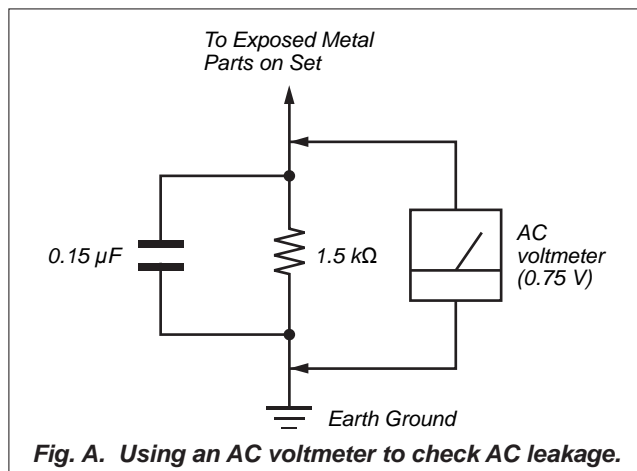 To Exposed Metal
Parts on Set
0.15 µF
1.5 kΩ
AC
voltmeter
(0.75 V)
Earth Ground
Fig. A. Using an AC voltmeter to check AC leakage.